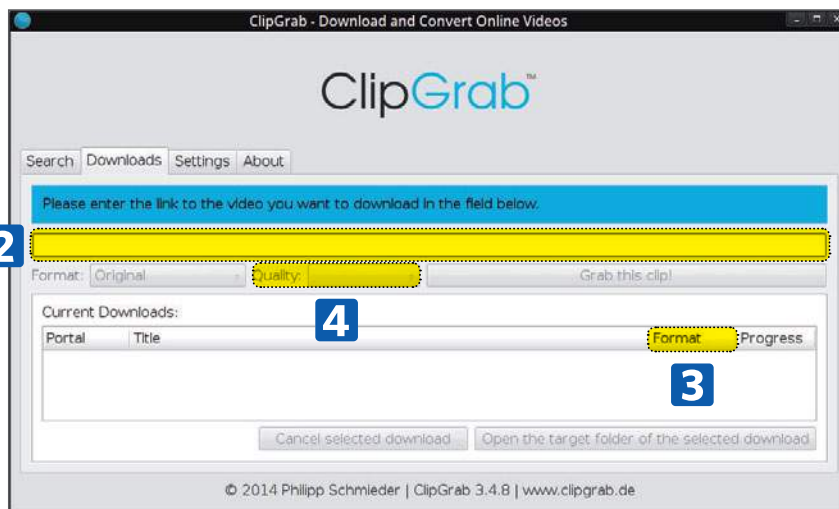 ClipGrab - Download and Convert Online Videos
ClipGrab™
Search Downloads Settings About
Please enter the link to the video you want to download in the field below.
2
Format: Original Quality: Grab this clip!
4
Current Downloads:
Portal Title Format Progress
3
Cancel selected download Open the target folder of the selected download
© 2014 Philipp Schmieder | ClipGrab 3.4.8 | www.clipgrab.de